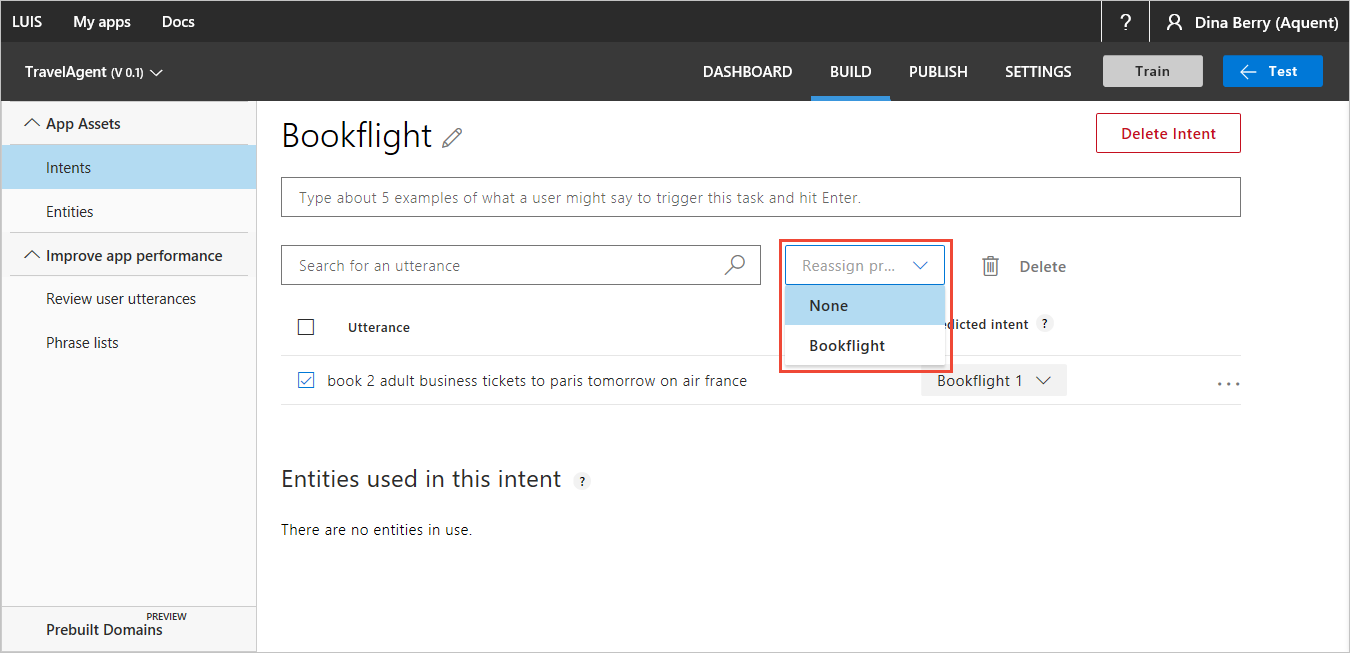 LUIS My apps Docs ? Dina Berry (Aquent)
TravelAgent (V 0.1) DASHBOARD BUILD PUBLISH SETTINGS Train Test
App Assets
Intents
Entities
Improve app performance
Review user utterances
Phrase lists
PREVIEW
Prebuilt Domains
Bookflight Delete Intent
Type about 5 examples of what a user might say to trigger this task and hit Enter.
Search for an utterance Reassign pr... Delete
None
Bookflight
Utterance edicted intent ?
book 2 adult business tickets to paris tomorrow on air france Bookflight 1 ...
Entities used in this intent ?
There are no entities in use.